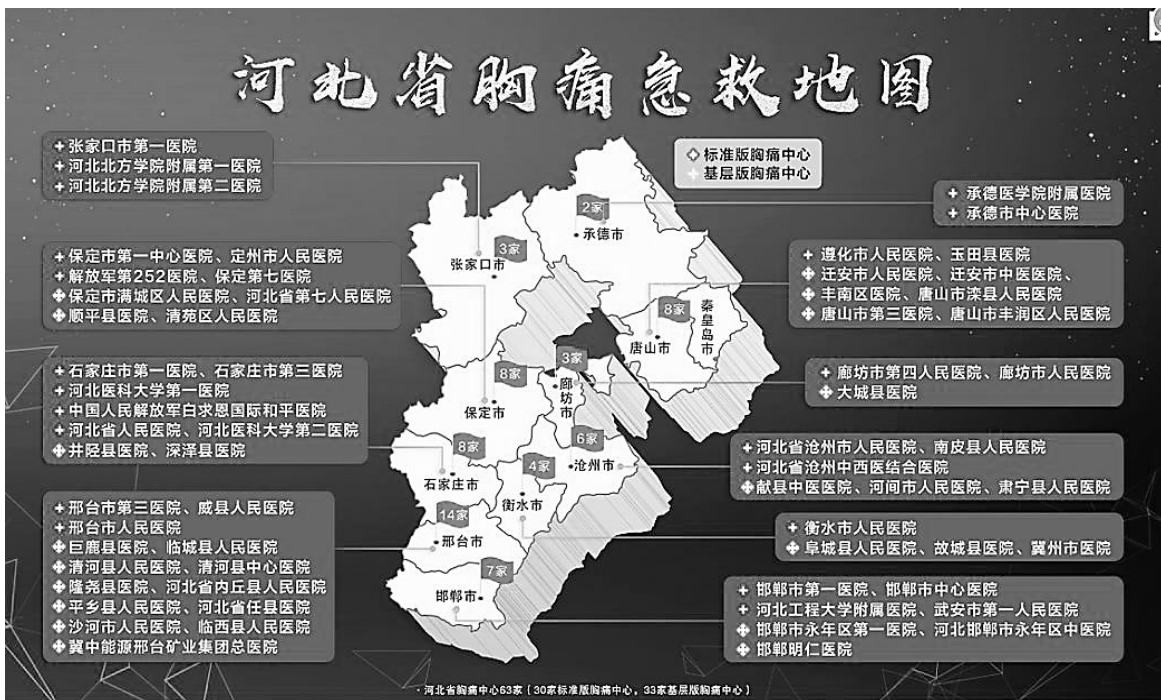 河北省胸痛急救地图
标准版胸痛中心
基层版胸痛中心
张家口市第一医院
河北北方学院附属第一医院
河北北方学院附属第二医院
保定市第一中心医院、定州市人民医院
解放军第252医院、保定第七医院
保定市满城区人民医院、河北省第七人民医院
顺平县医院、清苑区人民医院
石家庄市第一医院、石家庄市第三医院
河北医科大学第一医院
中国人民解放军白求恩国际和平医院
河北省人民医院、河北医科大学第二医院
井陉县医院、深泽县医院
邢台市第三医院、威县人民医院
邢台市人民医院
巨鹿县医院、临城县人民医院
清河县人民医院、清河县中心医院
隆尧县医院、河北省内丘县人民医院
平乡县人民医院、河北省任县医院
沙河市人民医院、临西县人民医院
冀中能源邢台矿业集团总医院
2家
承德市
3家
张家口市
8家
秦皇岛市
唐山市
3家
廊坊市
8家
保定市
6家
沧州市
8家
石家庄市
4家
衡水市
14家
邢台市
7家
邯郸市
承德医学院附属医院
承德市中心医院
遵化市人民医院、玉田县医院
迁安市人民医院、迁安市中医医院、
丰南区医院、唐山市滦县人民医院
唐山市第三医院、唐山市丰润区人民医院
廊坊市第四人民医院、廊坊市人民医院
大城县医院
河北省沧州市人民医院、南皮县人民医院
河北省沧州中西医结合医院
献县中医医院、河间市人民医院、肃宁县人民医院
衡水市人民医院
阜城县人民医院、故城县医院、冀州市医院
邯郸市第一医院、邯郸市中心医院
河北工程大学附属医院、武安市第一人民医院
邯郸市永年区第一医院、河北邯郸市永年区中医院
邯郸明仁医院
·河北省胸痛中心63家（30家标准版胸痛中心，33家基层版胸痛中心）